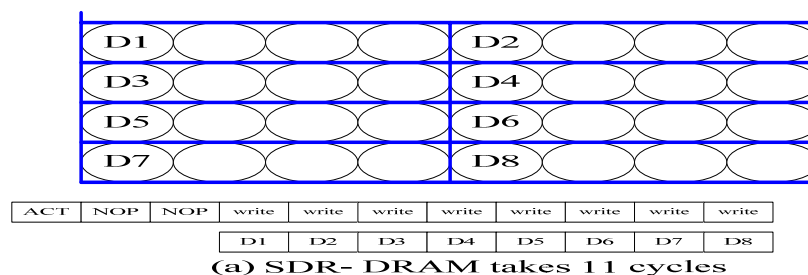 D1 D2
D3 D4
D5 D6
D7 D8
ACT NOP NOP write write write write write write write write
D1 D2 D3 D4 D5 D6 D7 D8
(a) SDR- DRAM takes 11 cycles